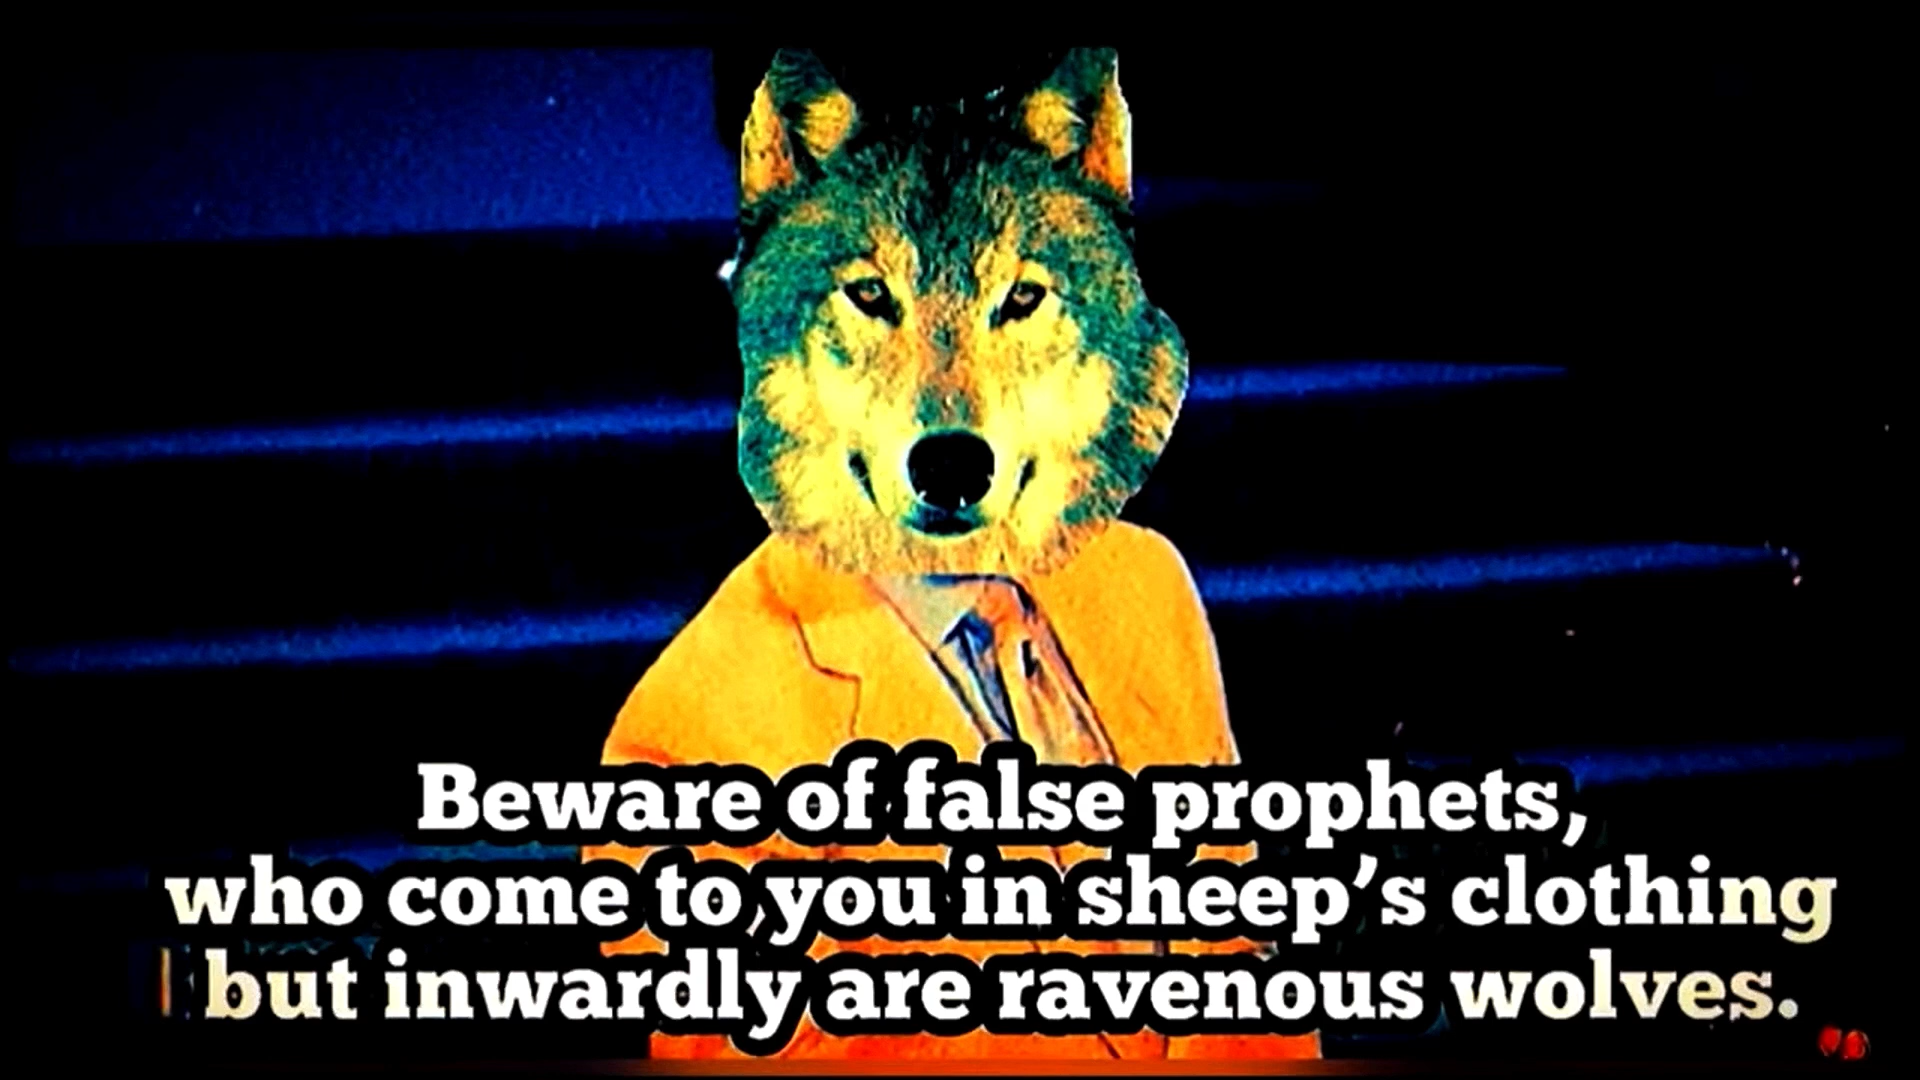 Beware of false prophets,
who come to you in sheep’s clothing
but inwardly are ravenous wolves.